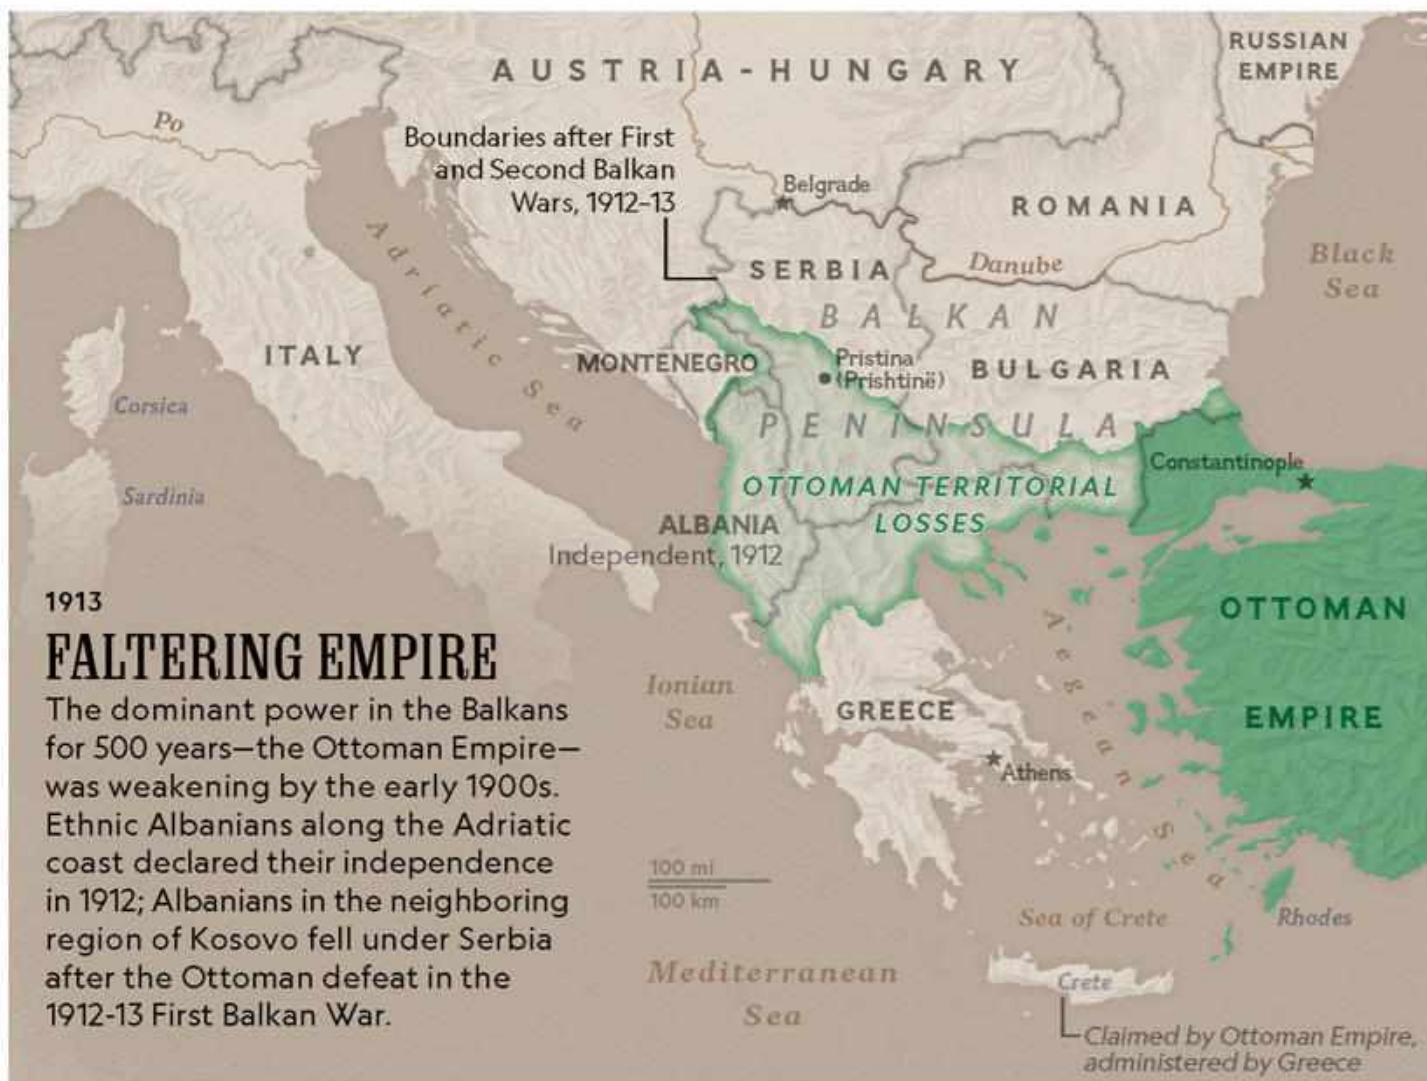 RUSSIAN
EMPIRE
AUSTRIA-HUNGARY
Po
Boundaries after First
and Second Balkan
Wars, 1912–13
Belgrade
ROMANIA
Adriatic Sea
SERBIA
Danube
Black
Sea
BALKAN
ITALY
MONTENEGRO
Pristina
(Prishtinë)
BULGARIA
Corsica
PENINSULA
Constantinople
Sardinia
OTTOMAN TERRITORIAL
LOSSES
ALBANIA
Independent, 1912
1913
FALTERING EMPIRE
The dominant power in the Balkans
for 500 years—the Ottoman Empire—
was weakening by the early 1900s.
Ethnic Albanians along the Adriatic
coast declared their independence
in 1912; Albanians in the neighboring
region of Kosovo fell under Serbia
after the Ottoman defeat in the
1912-13 First Balkan War.
OTTOMAN
EMPIRE
Aegean Sea
Ionian
Sea
GREECE
Athens
100 mi
100 km
Sea of Crete
Rhodes
Mediterranean
Sea
Crete
Claimed by Ottoman Empire,
administered by Greece